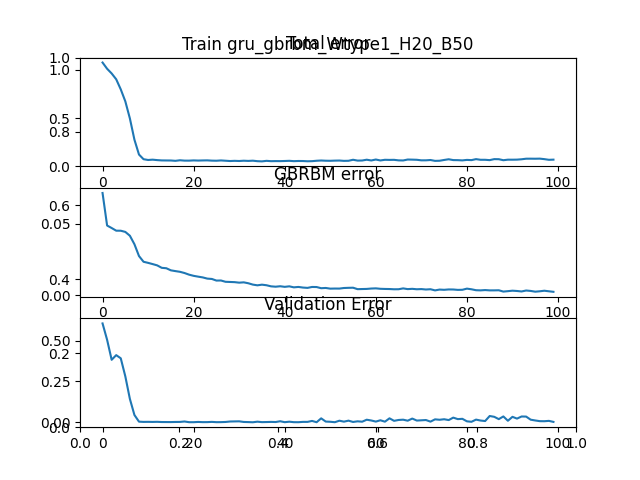 Train gru_gbrbm_Wtype1_H20_B50
Total error
1.0
1.0
0.5
0.8
0.0
0 20 40 60 80 100
GBRBM error
0.6
0.05
0.4
0.00
0 20 40 60 80 100
Validation Error
0.50
0.2
0.25
0.00
0.0
0 20 40 60 80 100
0.0 0.2 0.4 0.6 0.8 1.0